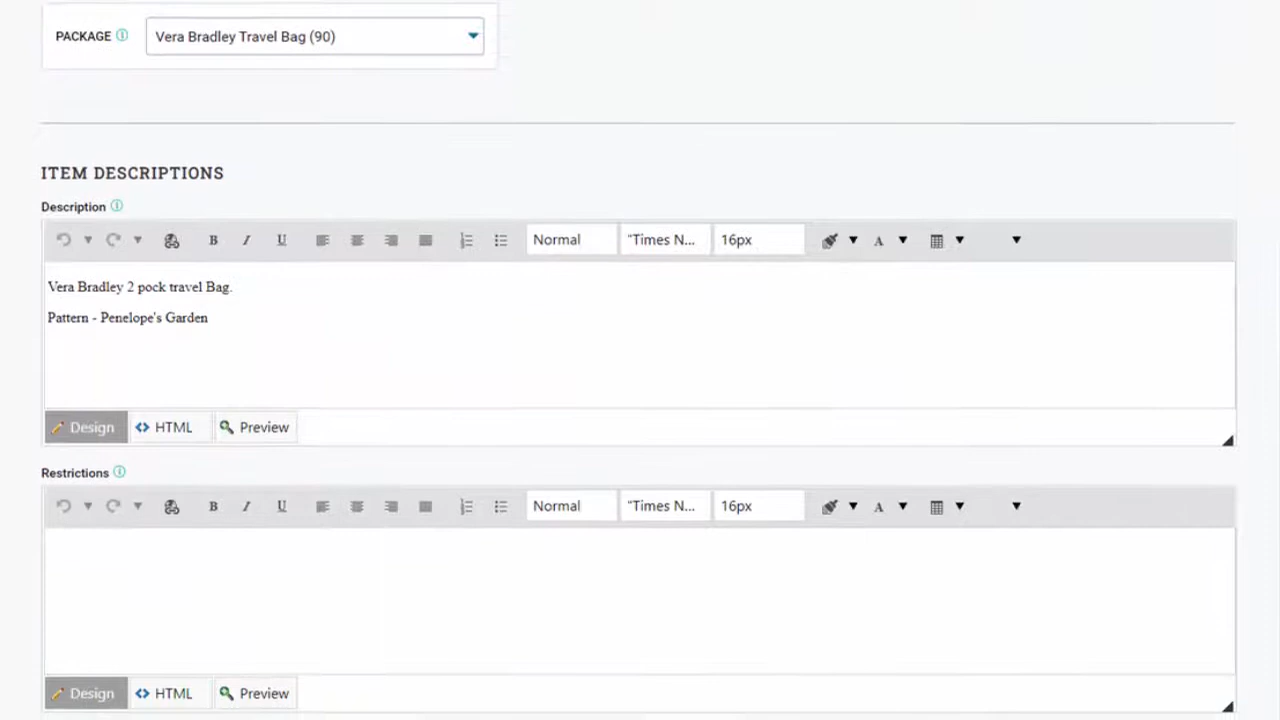 PACKAGE
Vera Bradley Travel Bag (90)
ITEM DESCRIPTIONS
Description
B I U Normal "Times N... 16px A
Vera Bradley 2 pock travel Bag.
Pattern - Penelope's Garden
Design HTML Preview
Restrictions
B I U Normal "Times N... 16px A
Design HTML Preview